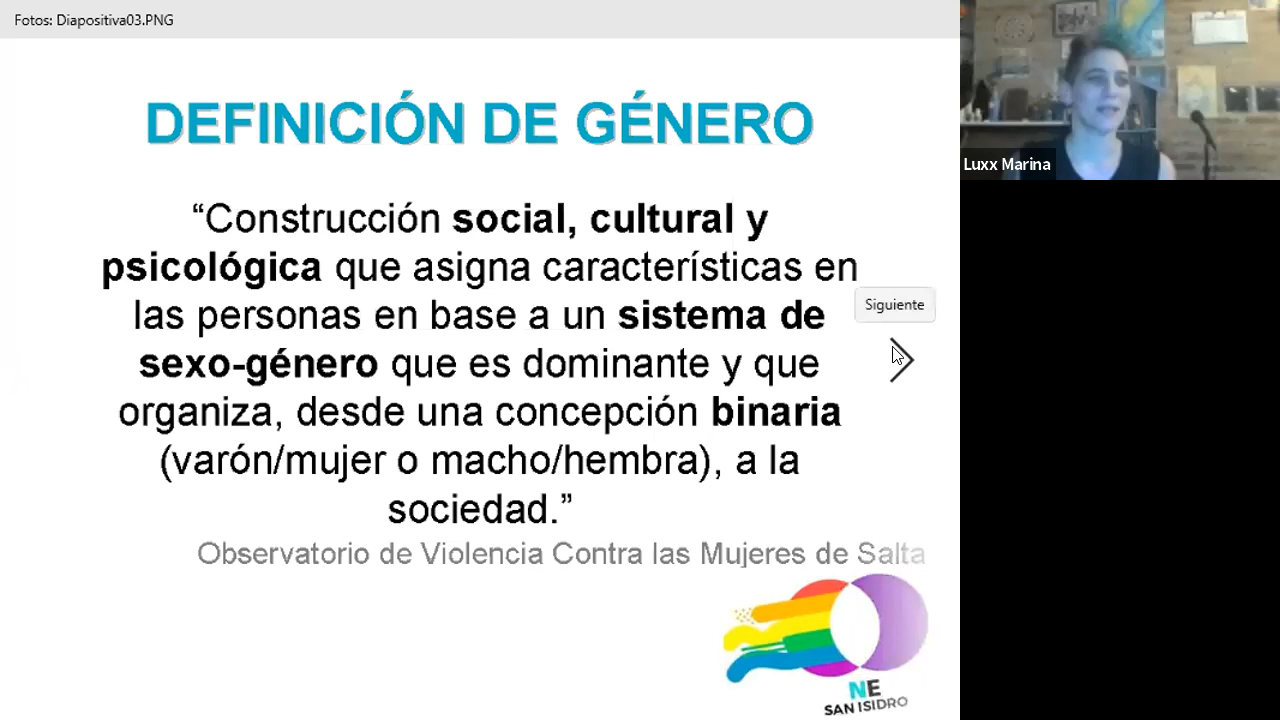 Fotos: Diapositiva03.PNG
DEFINICIÓN DE GÉNERO
“Construcción social, cultural y
psicológica que asigna características en
las personas en base a un sistema de
sexo-género que es dominante y que
organiza, desde una concepción binaria
(varón/mujer o macho/hembra), a la
sociedad.”
Observatorio de Violencia Contra las Mujeres de Salta
Siguiente
NE
SAN ISIDRO
Luxx Marina